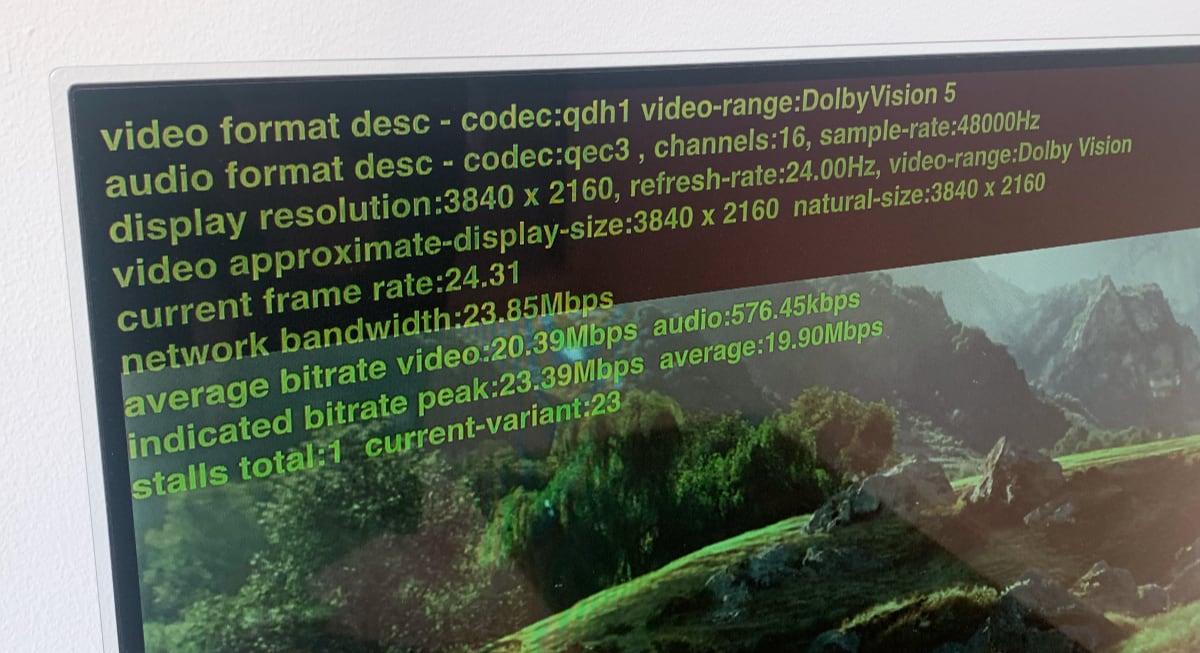 video format desc - codec:qdh1 video-range:DolbyVision 5
audio format desc - codec:qec3 , channels:16, sample-rate:48000Hz
display resolution:3840 x 2160, refresh-rate:24.00Hz, video-range:Dolby Vision
video approximate-display-size:3840 x 2160 natural-size:3840 x 2160
current frame rate:24.31
network bandwidth:23.85Mbps
average bitrate video:20.39Mbps audio:576.45kbps
indicated bitrate peak:23.39Mbps average:19.90Mbps
stalls total:1 current-variant:23